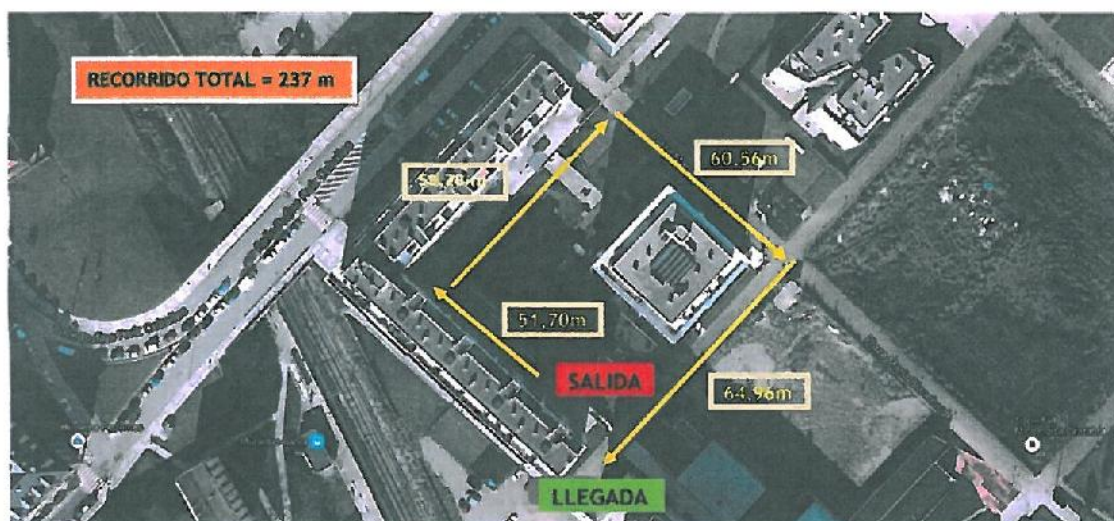 RECORRIDO TOTAL = 237 m
60.56m
51.70m
SALIDA
64.96m
LLEGADA